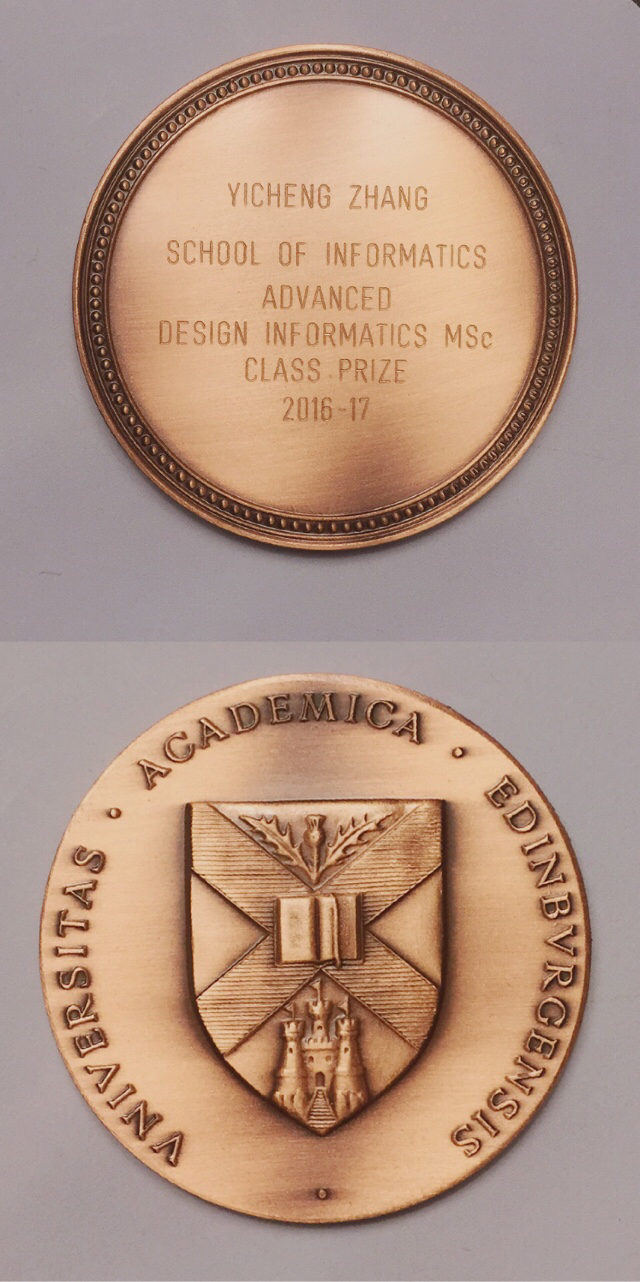 YICHENG ZHANG
SCHOOL OF INFORMATICS
ADVANCED
DESIGN INFORMATICS MSc
CLASS PRIZE
2016-17
VNIVERSITAS · ACADEMICA · EDINBVRGENSIS